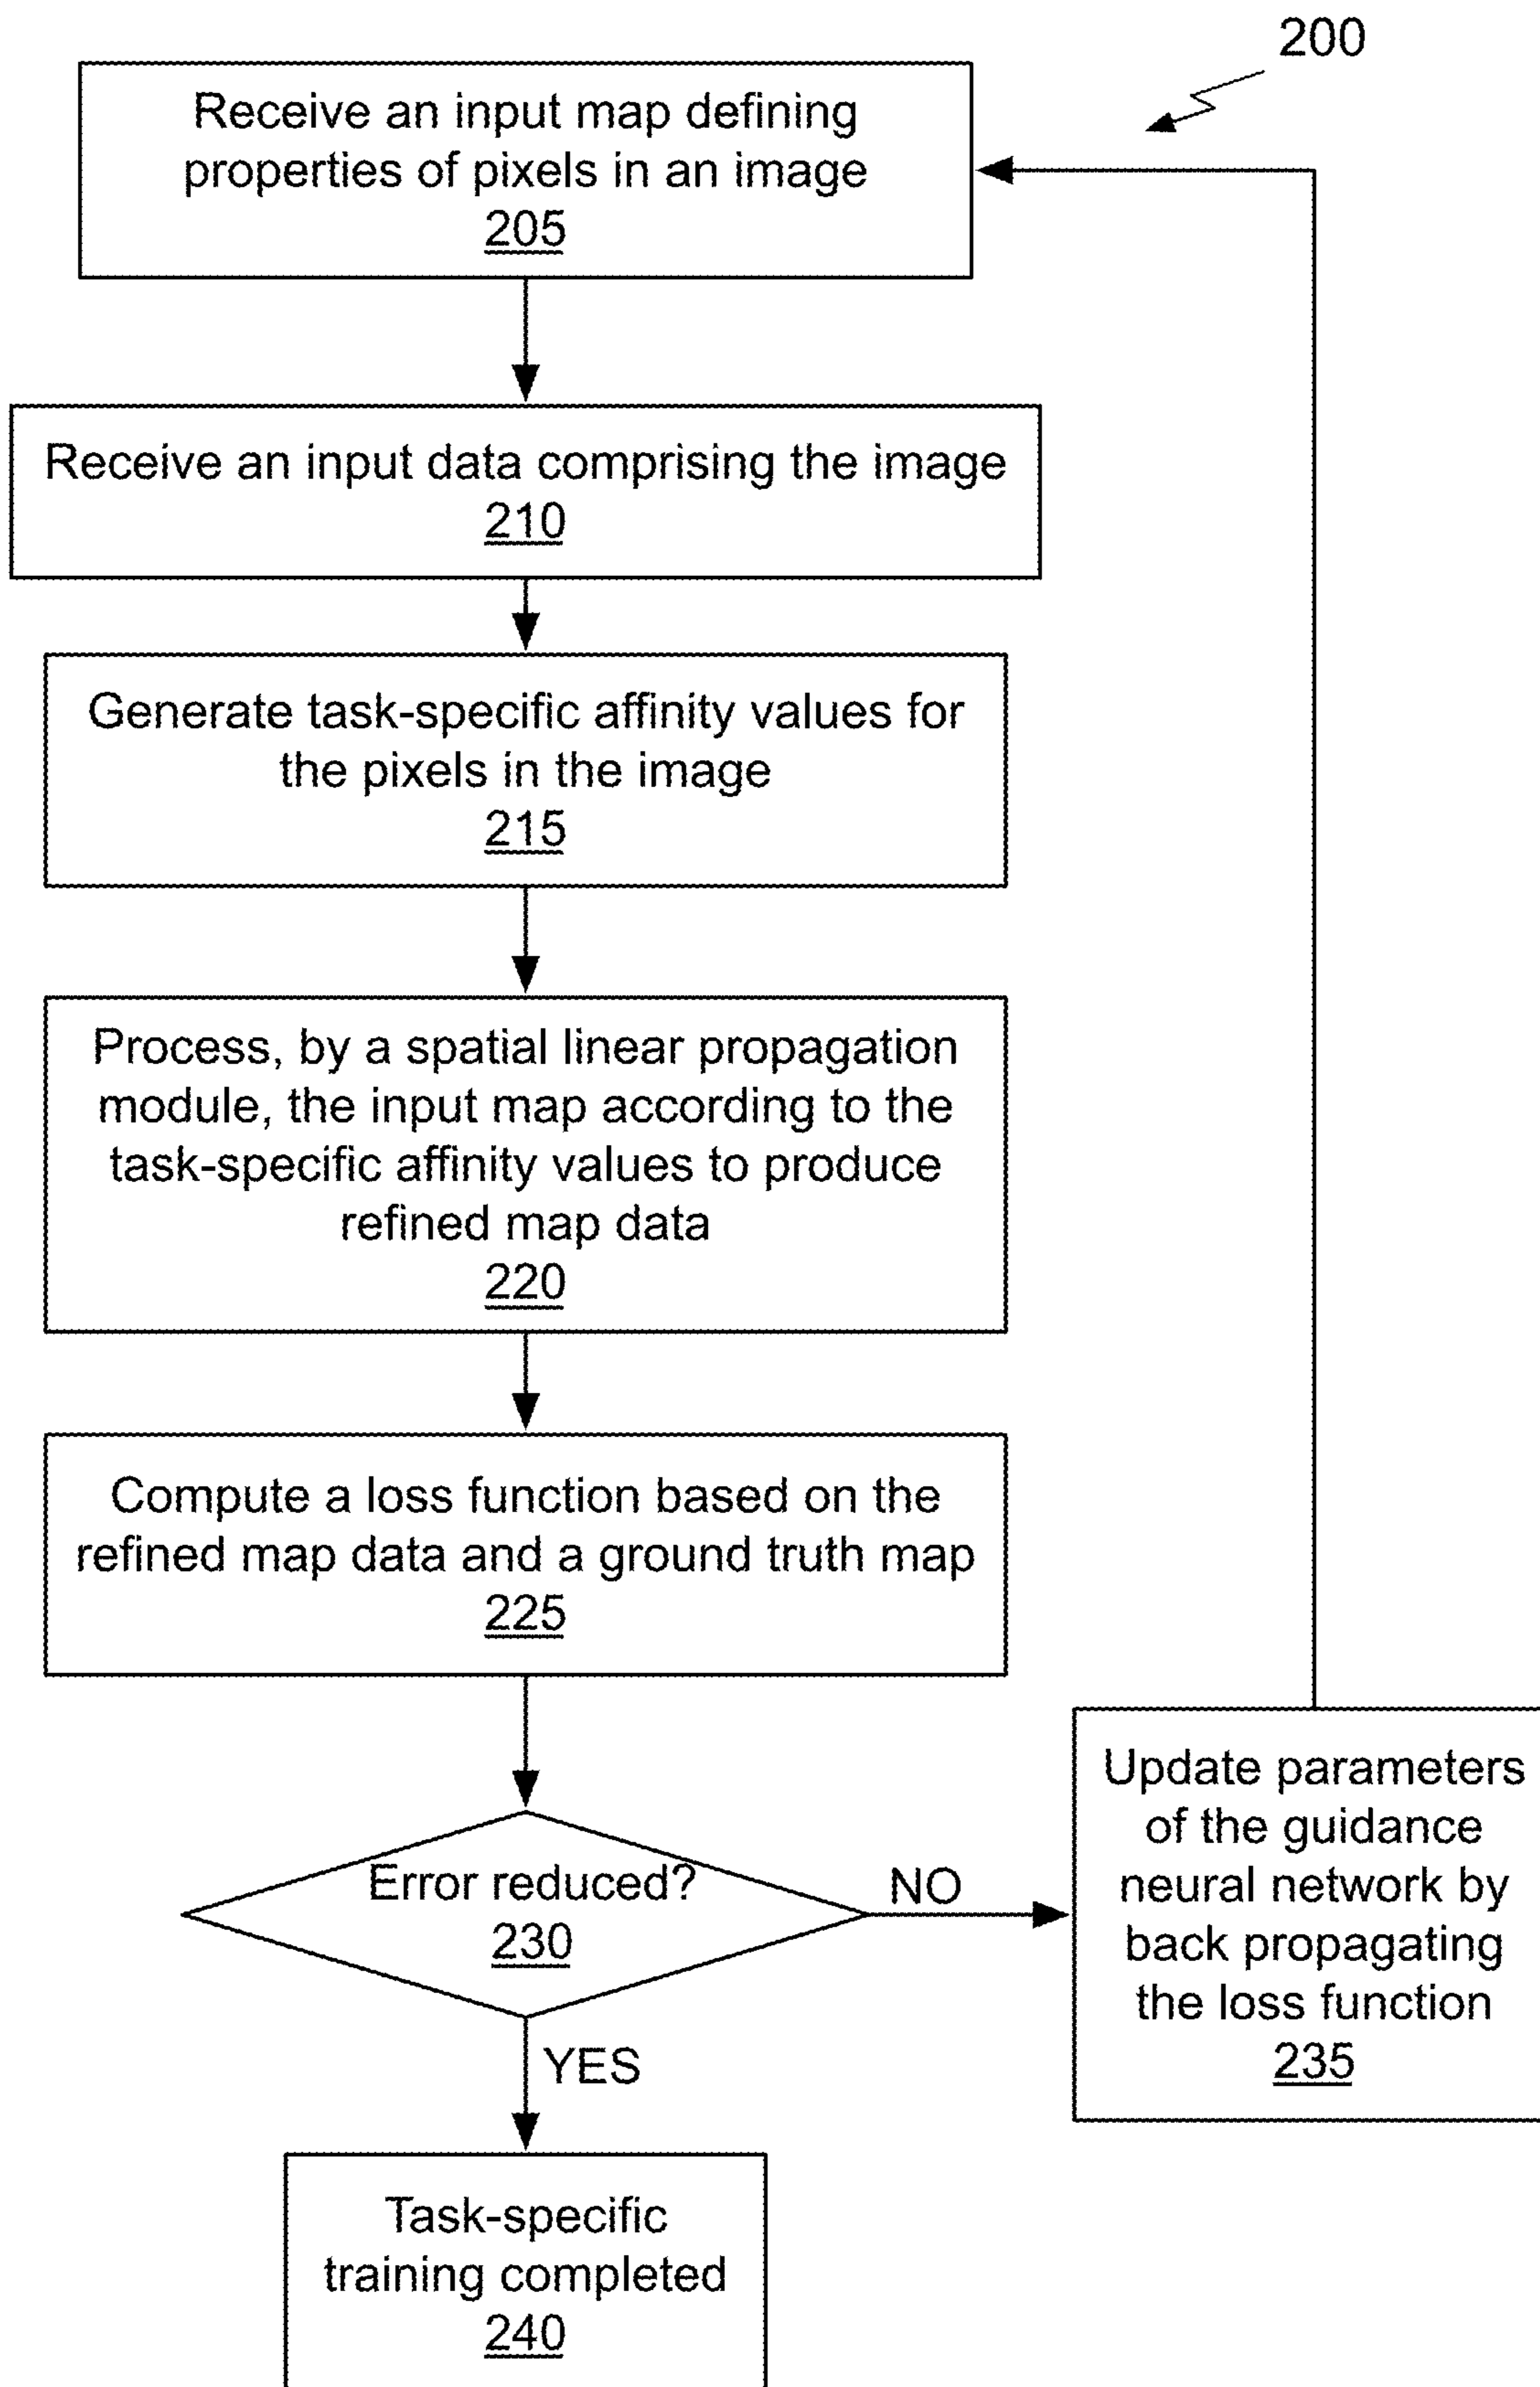 200
Receive an input map defining
properties of pixels in an image
205
Receive an input data comprising the image
210
Generate task-specific affinity values for
the pixels in the image
215
Process, by a spatial linear propagation
module, the input map according to the
task-specific affinity values to produce
refined map data
220
Compute a loss function based on the
refined map data and a ground truth map
225
Error reduced?
230
NO
Update parameters
of the guidance
neural network by
back propagating
the loss function
235
YES
Task-specific
training completed
240